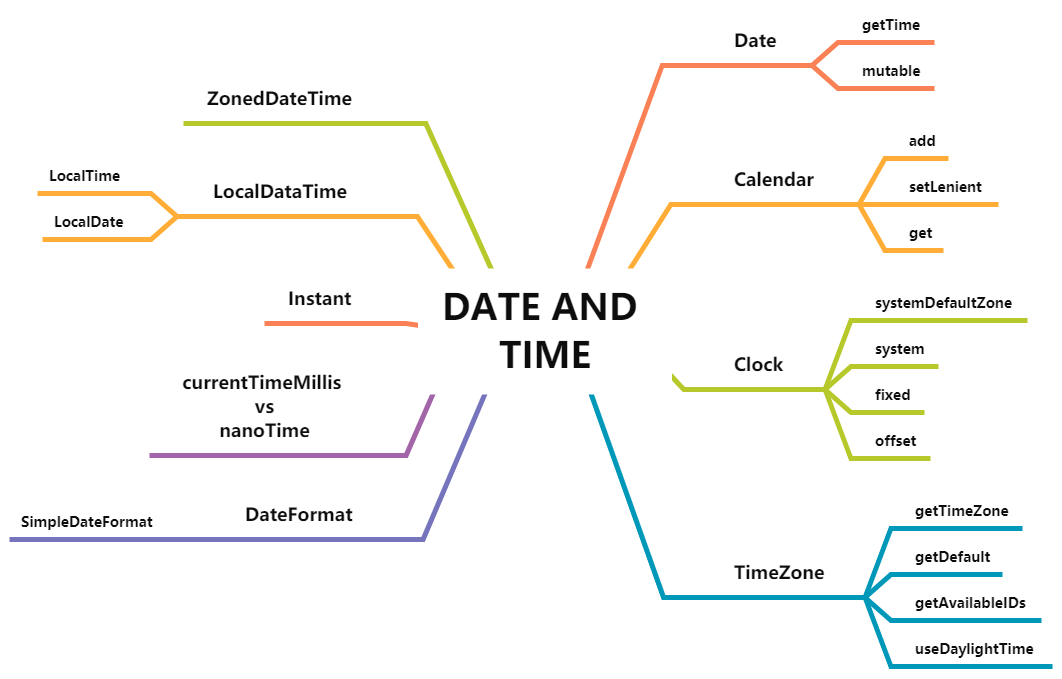 DATE AND
TIME
Date
getTime
mutable
Calendar
add
setLenient
get
Clock
systemDefaultZone
system
fixed
offset
TimeZone
getTimeZone
getDefault
getAvailableIDs
useDaylightTime
ZonedDateTime
LocalDataTime
LocalTime
LocalDate
Instant
currentTimeMillis
vs
nanoTime
DateFormat
SimpleDateFormat